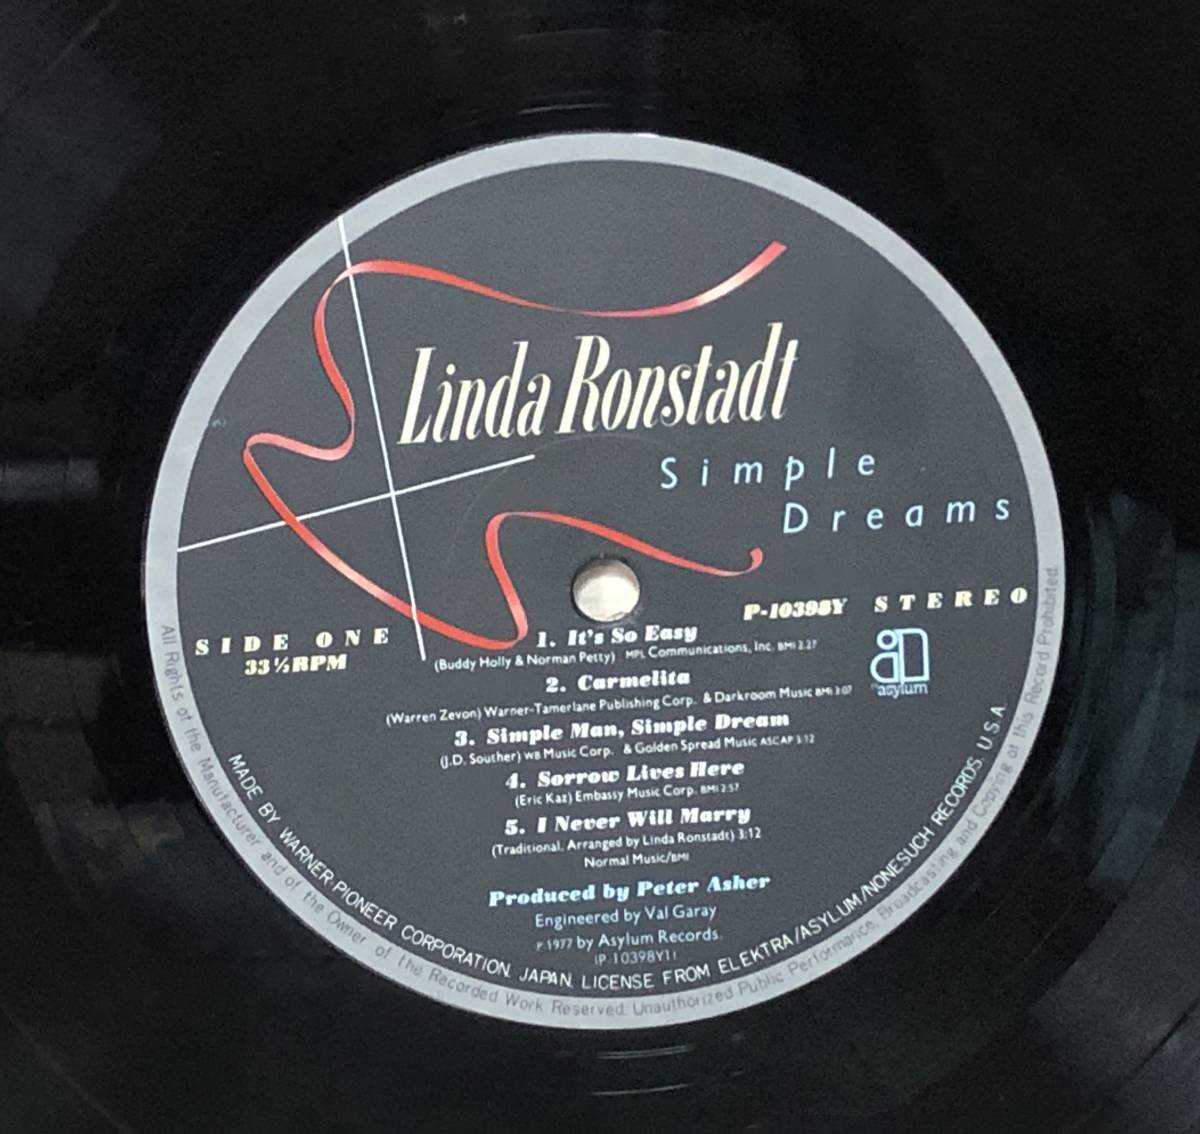 Linda Ronstadt
Simple
Dreams
P-10398Y STEREO
SIDE ONE
33⅓RPM
asylum
1. It's So Easy
(Buddy Holly & Norman Petty) MPL Communications, Inc. BMI 2:27
2. Carmelita
(Warren Zevon) Warner-Tamerlane Publishing Corp. & Darkroom Music BMI 3:07
3. Simple Man, Simple Dream
(J.D. Souther) WB Music Corp. & Golden Spread Music ASCAP 3:12
4. Sorrow Lives Here
(Eric Kaz) Embassy Music Corp. BMI 2:57
5. I Never Will Marry
(Traditional. Arranged by Linda Ronstadt) 3:12
Normal Music/BMI
Produced by Peter Asher
Engineered by Val Garay
P 1977 by Asylum Records.
(P-10398Y1)
MADE BY WARNER-PIONEER CORPORATION. JAPAN. LICENSE FROM ELEKTRA/ASYLUM/NONESUCH RECORDS. U.S.A.
All Rights of the Manufacturer and of the Owner of the Recorded Work Reserved. Unauthorized Public Performance, Broadcasting and Copying of this Record Prohibited.